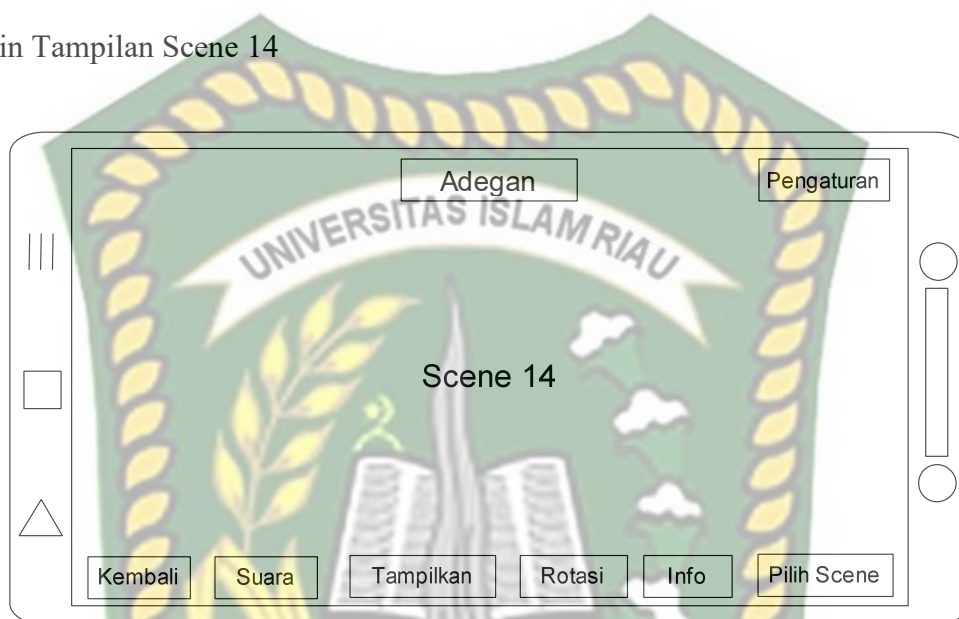 in Tampilan Scene 14
Adegan
Pengaturan
UNIVERSITAS ISLAM RIAU
Scene 14
Kembali
Suara
Tampilkan
Rotasi
Info
Pilih Scene